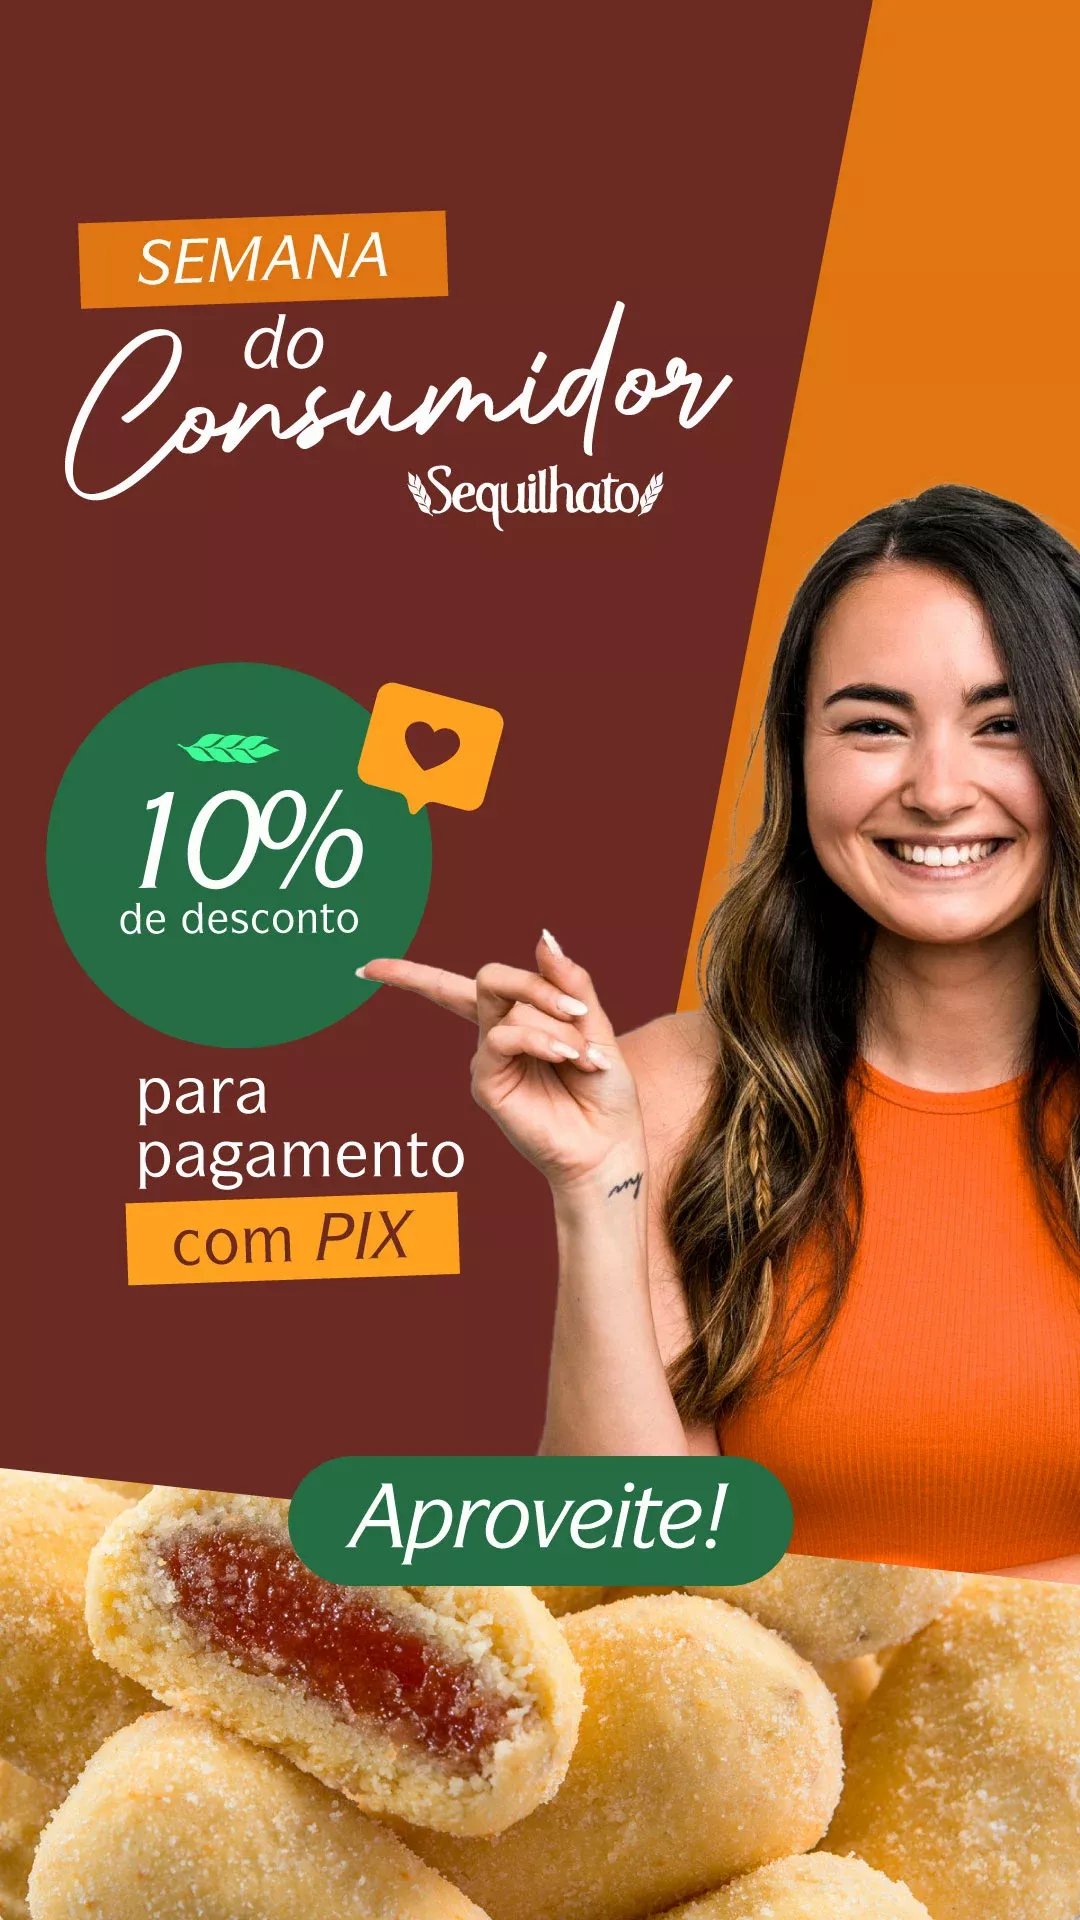 SEMANA
do
Consumidor
Sequilhato
10%
de desconto
para
pagamento
com PIX
Aproveite!